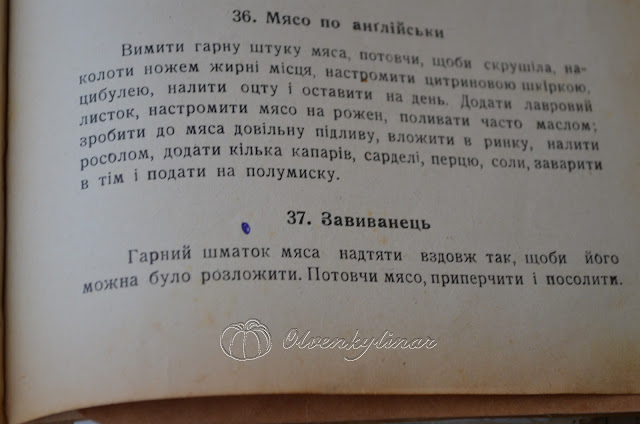 36. Мясо по анґлійськи
Вимити гарну штуку мяса, потовчи, щоби скрушіла, на-
колоти ножем жирні місця, настромити цитриновою шкіркою,
цибулею, налити оцту і оставити на день. Додати лавровий
листок, настромити мясо на рожен, поливати часто маслом;
зробити до мяса довільну підливу, вложити в ринку, налити
росолом, додати кілька капарів, сарделі, перцю, соли, заварити
в тім і подати на полумиску.
37. Завиванець
Гарний шматок мяса надтяти вздовж так, щоби його
можна було розложити. Потовчи мясо, приперчити і посолити.
Olvenkylinar